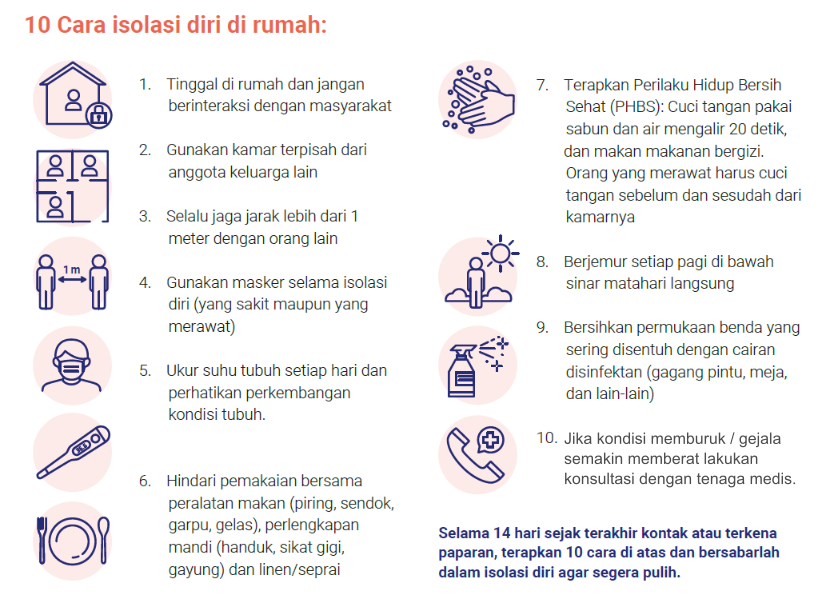 10 Cara isolasi diri di rumah:
1. Tinggal di rumah dan jangan
berinteraksi dengan masyarakat
2. Gunakan kamar terpisah dari
anggota keluarga lain
3. Selalu jaga jarak lebih dari 1
meter dengan orang lain
1 m
4. Gunakan masker selama isolasi
diri (yang sakit maupun yang
merawat)
5. Ukur suhu tubuh setiap hari dan
perhatikan perkembangan
kondisi tubuh.
6. Hindari pemakaian bersama
peralatan makan (piring, sendok,
garpu, gelas), perlengkapan
mandi (handuk, sikat gigi,
gayung) dan linen/seprai
7. Terapkan Perilaku Hidup Bersih
Sehat (PHBS): Cuci tangan pakai
sabun dan air mengalir 20 detik,
dan makan makanan bergizi.
Orang yang merawat harus cuci
tangan sebelum dan sesudah dari
kamarnya
8. Berjemur setiap pagi di bawah
sinar matahari langsung
9. Bersihkan permukaan benda yang
sering disentuh dengan cairan
disinfektan (gagang pintu, meja,
dan lain-lain)
10. Jika kondisi memburuk / gejala
semakin memberat lakukan
konsultasi dengan tenaga medis.
Selama 14 hari sejak terakhir kontak atau terkena
paparan, terapkan 10 cara di atas dan bersabarlah
dalam isolasi diri agar segera pulih.